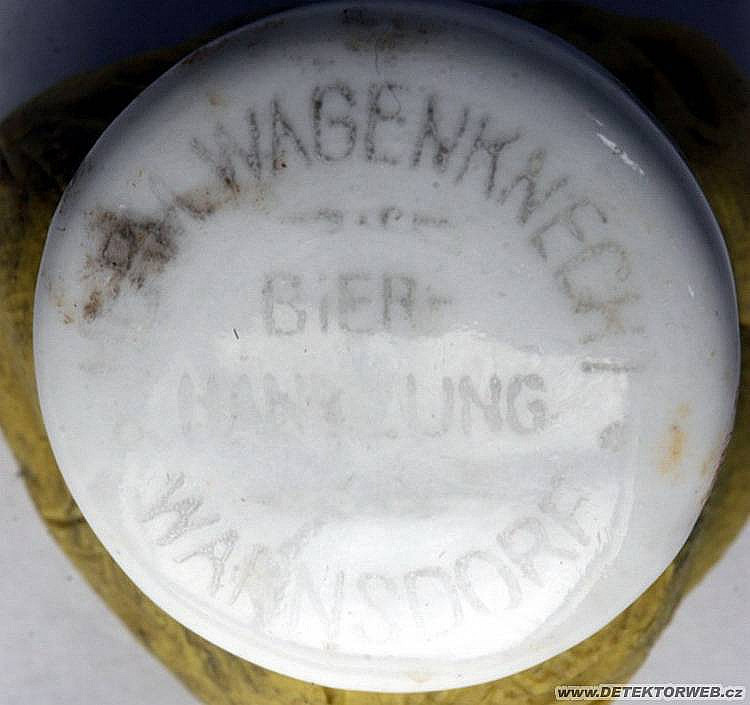 WAGENKNECHT
BiER-
HANDLUNG
WARNSDORF
www.DETEKTORWEB.cz